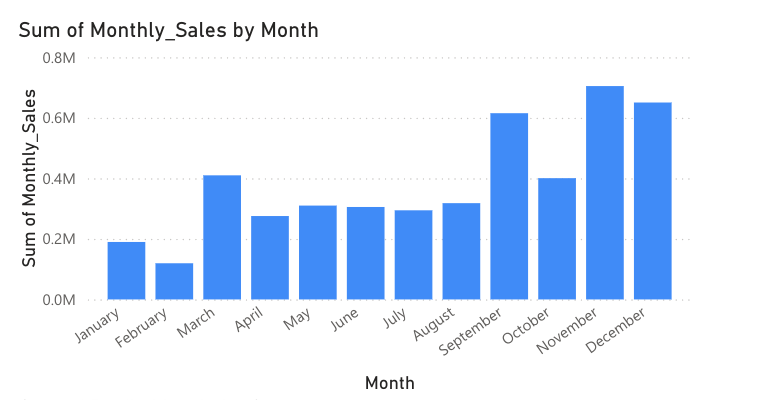 Sum of Monthly_Sales by Month
0.8M
0.6M
0.4M
0.2M
0.0M
Sum of Monthly_Sales
January
February
March
April
May
June
July
August
September
October
November
December
Month